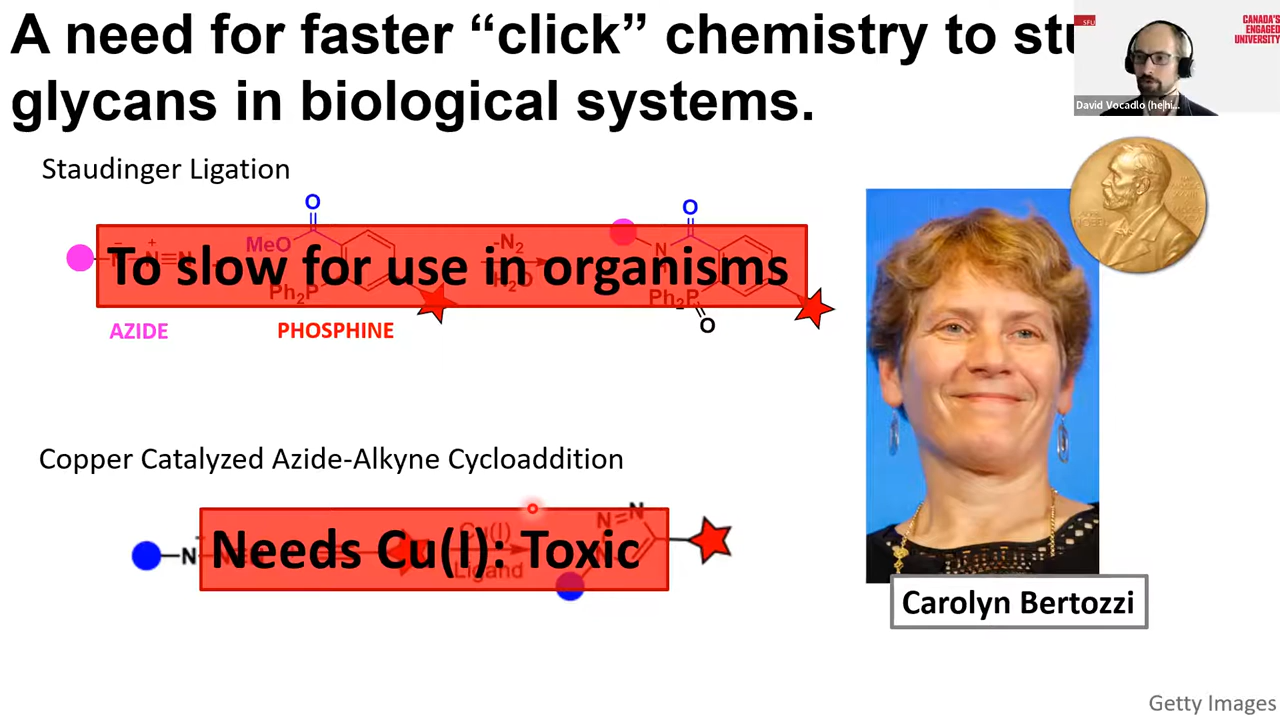 A need for faster “click” chemistry to stu
glycans in biological systems.
SFU
CANADA'S
ENGAGED
UNIVERSITY
David Vocadlo (he/hi...
Staudinger Ligation
O
O
MeO
N
-N2
N
To slow for use in organisms
Ph2P
H2O
Ph2P
O
AZIDE
PHOSPHINE
Copper Catalyzed Azide-Alkyne Cycloaddition
N=N
Cu(I)
N
Needs Cu(I): Toxic
Ligand
Carolyn Bertozzi
Getty Images